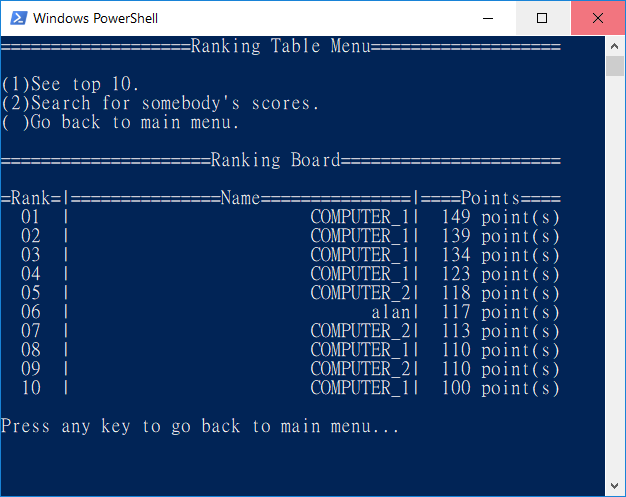 Windows PowerShell
===================Ranking Table Menu===================
(1)See top 10.
(2)Search for somebody's scores.
( )Go back to main menu.
=====================Ranking Board======================
=Rank=|===============Name===============|====Points====
01 | COMPUTER_1| 149 point(s)
02 | COMPUTER_1| 139 point(s)
03 | COMPUTER_1| 134 point(s)
04 | COMPUTER_1| 123 point(s)
05 | COMPUTER_2| 118 point(s)
06 | alan| 117 point(s)
07 | COMPUTER_2| 113 point(s)
08 | COMPUTER_1| 110 point(s)
09 | COMPUTER_2| 110 point(s)
10 | COMPUTER_1| 100 point(s)
Press any key to go back to main menu...